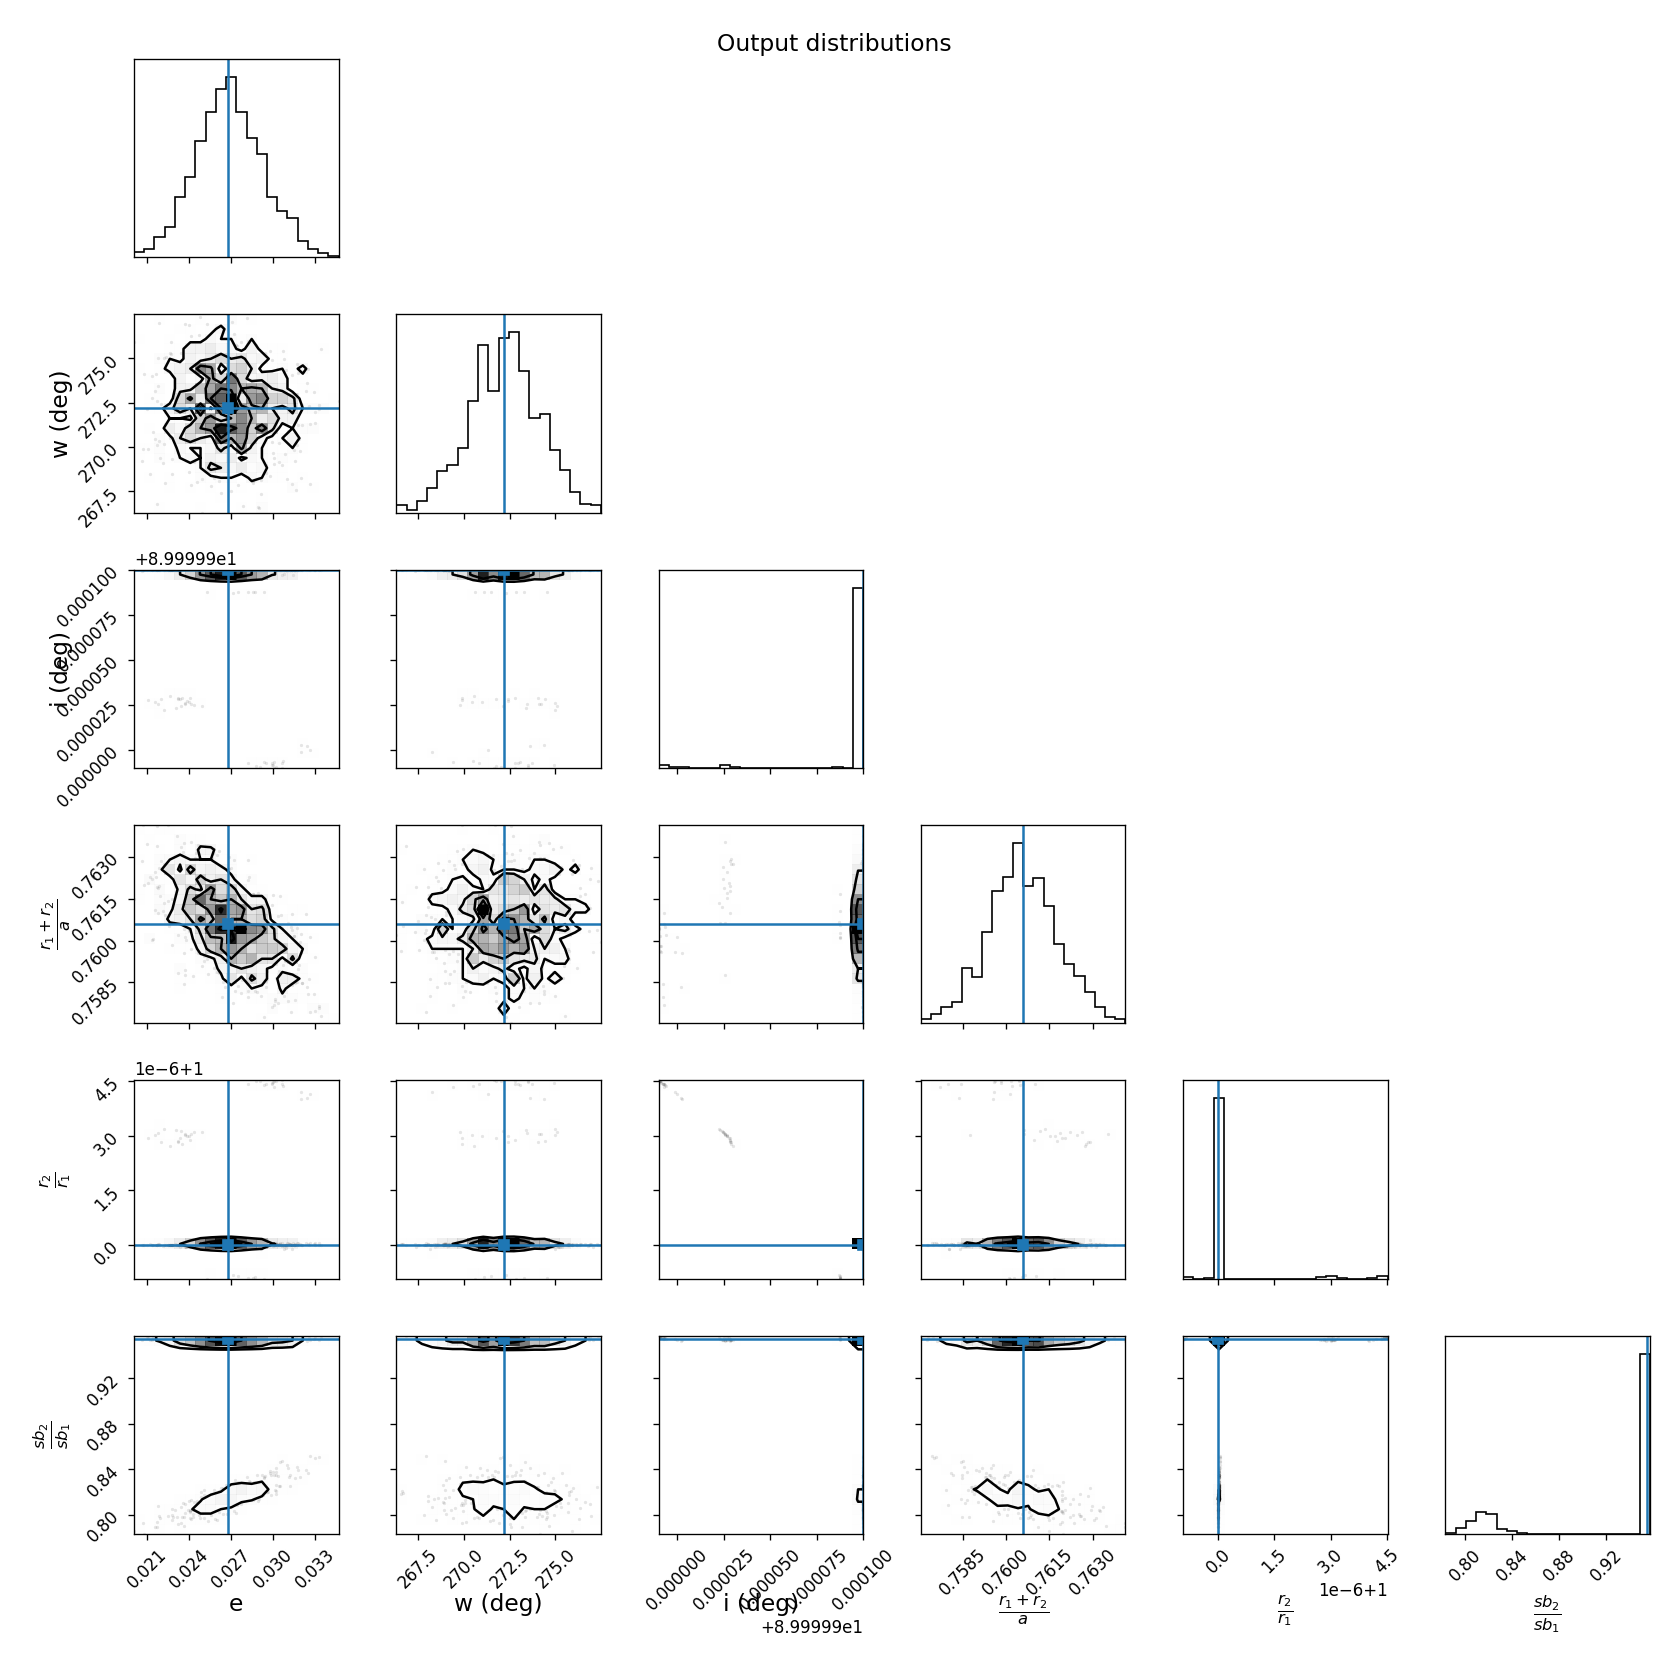 Output distributions
w (deg)
275.0
272.5
270.0
267.5
+8.99999e1
i (deg)
0.000100
0.000075
0.000050
0.000025
0.000000
r₁ + r₂
a
0.7630
0.7615
0.7600
0.7585
1e−6+1
r₂
r₁
4.5
3.0
1.5
0.0
sb₂
sb₁
0.92
0.88
0.84
0.80
0.021 0.024 0.027 0.030 0.033
e
267.5 270.0 272.5 275.0
w (deg)
0.000000 0.000025 0.000050 0.000075 0.000100
i (deg)
+8.99999e1
0.7585 0.7600 0.7615 0.7630
r₁ + r₂
a
0.0 1.5 3.0 4.5
1e−6+1
r₂
r₁
0.80 0.84 0.88 0.92
sb₂
sb₁